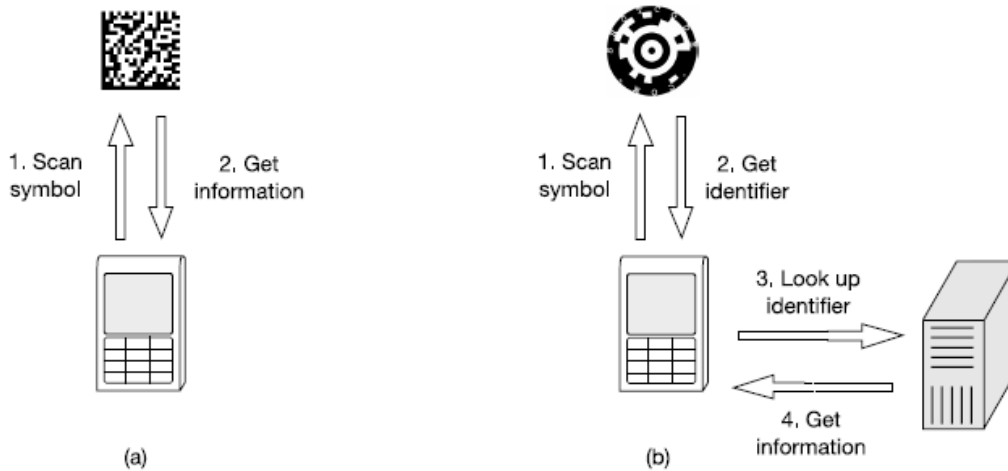 1. Scan
symbol
2, Get
information
(a)
1. Scan
symbol
2, Get
identifier
3, Look up
identifier
4, Get
information
(b)